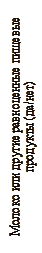 Молоко или другие равноценные пищевые
продукты (да/нет)